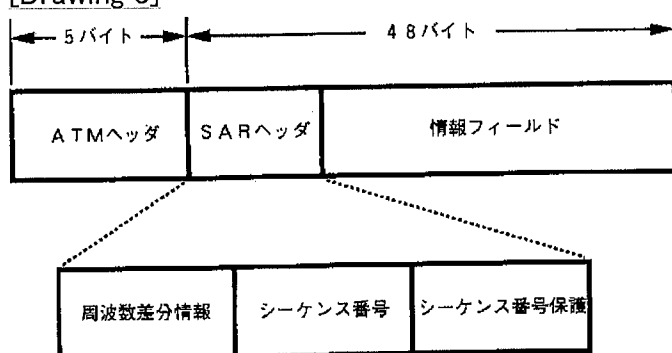 ５バイト ４８バイト
ＡＴＭヘッダ ＳＡＲヘッダ 情報フィールド
周波数差分情報 シーケンス番号 シーケンス番号保護